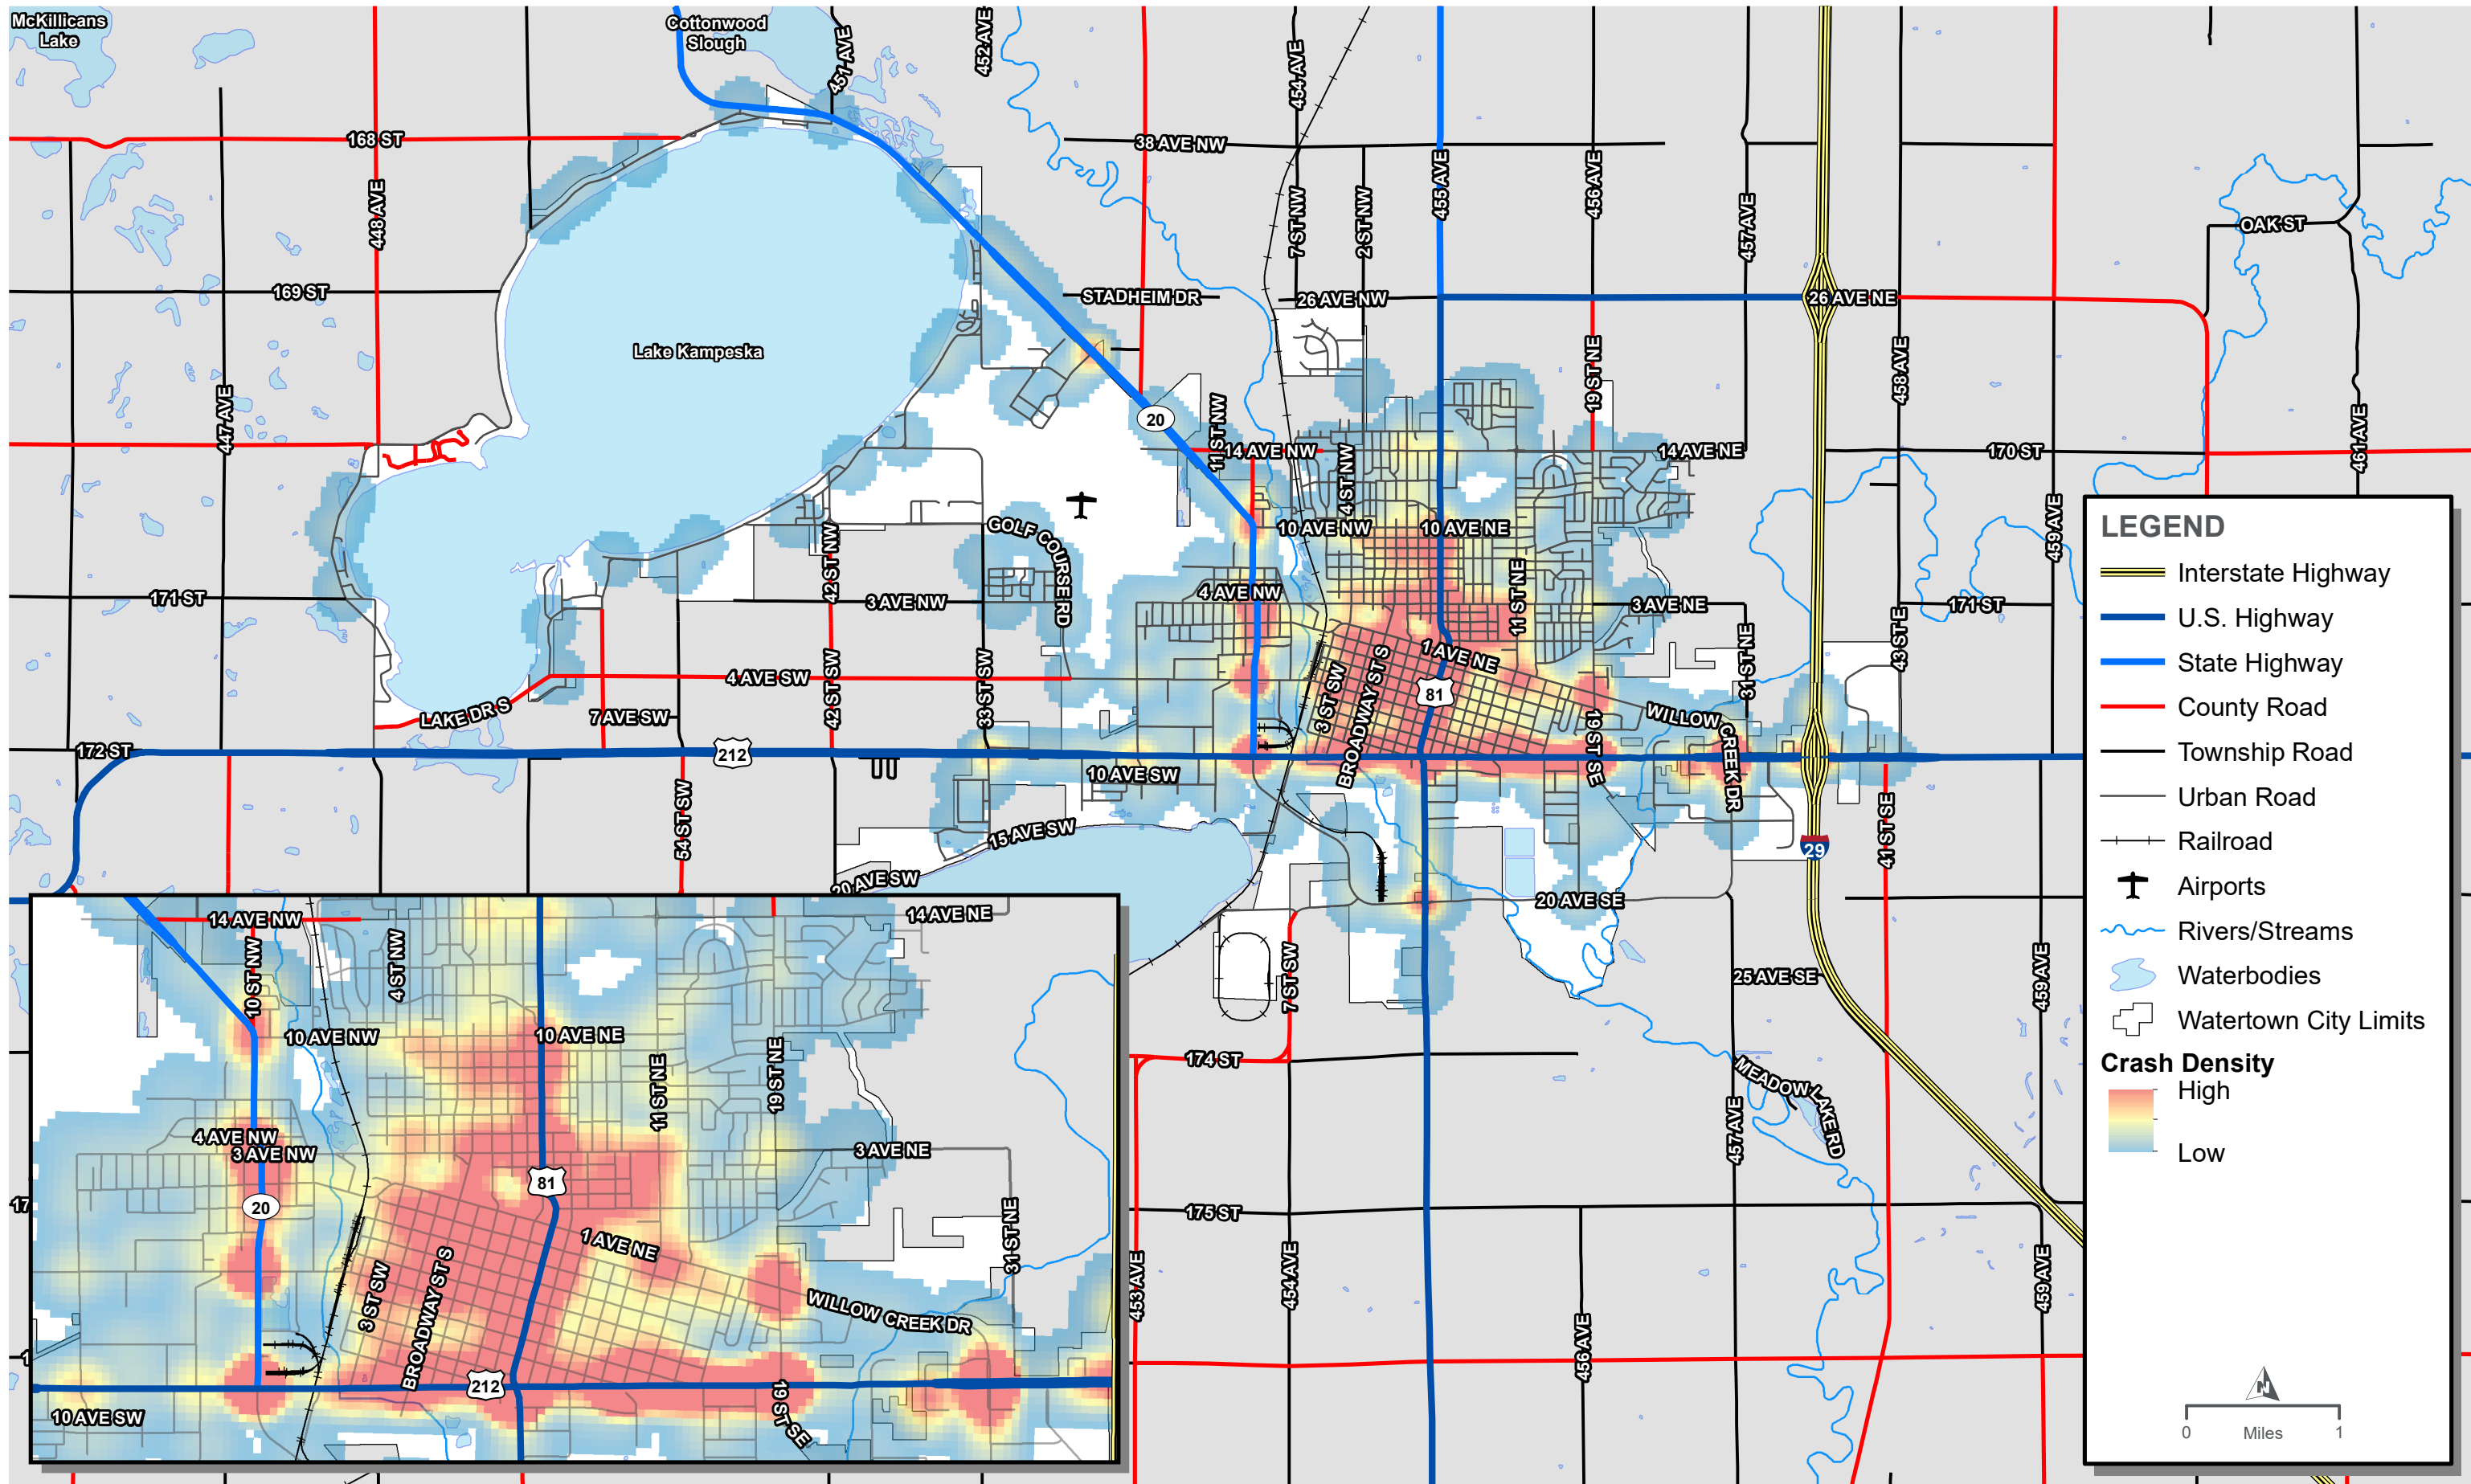 McKillicans
Lake
Cottonwood
Slough
451 AVE
452 AVE
454 AVE
168 ST
38 AVE NW
448 AVE
7 ST NW
2 ST NW
455 AVE
456 AVE
457 AVE
OAK ST
169 ST
STADHEIM DR
26 AVE NW
26 AVE NE
Lake Kampeska
19 ST NE
458 AVE
447 AVE
20
11 ST NW
14 AVE NW
4 ST NW
14 AVE NE
170 ST
461 AVE
GOLF COURSE RD
10 AVE NW
10 AVE NE
459 AVE
42 ST NW
171 ST
3 AVE NW
4 AVE NW
11 ST NE
3 AVE NE
171 ST
1 AVE NE
31 ST NE
43 ST E
4 AVE SW
42 ST SW
33 ST SW
3 ST SW
BROADWAY ST S
81
LAKE DR S
7 AVE SW
19 ST SE
WILLOW CREEK DR
172 ST
212
10 AVE SW
54 ST SW
15 AVE SW
29
41 ST SE
20 AVE SW
20 AVE SE
7 ST SW
25 AVE SE
459 AVE
174 ST
MEADOW LAKE RD
457 AVE
175 ST
453 AVE
454 AVE
456 AVE
459 AVE
14 AVE NW
14 AVE NE
10 ST NW
4 ST NW
10 AVE NW
10 AVE NE
11 ST NE
19 ST NE
4 AVE NW
3 AVE NW
3 AVE NE
81
20
17
1 AVE NE
31 ST NE
3 ST SW
BROADWAY ST S
WILLOW CREEK DR
1
212
10 AVE SW
19 ST SE
LEGEND
Interstate Highway
U.S. Highway
State Highway
County Road
Township Road
Urban Road
Railroad
Airports
Rivers/Streams
Waterbodies
Watertown City Limits
Crash Density
High
Low
N
0 Miles 1